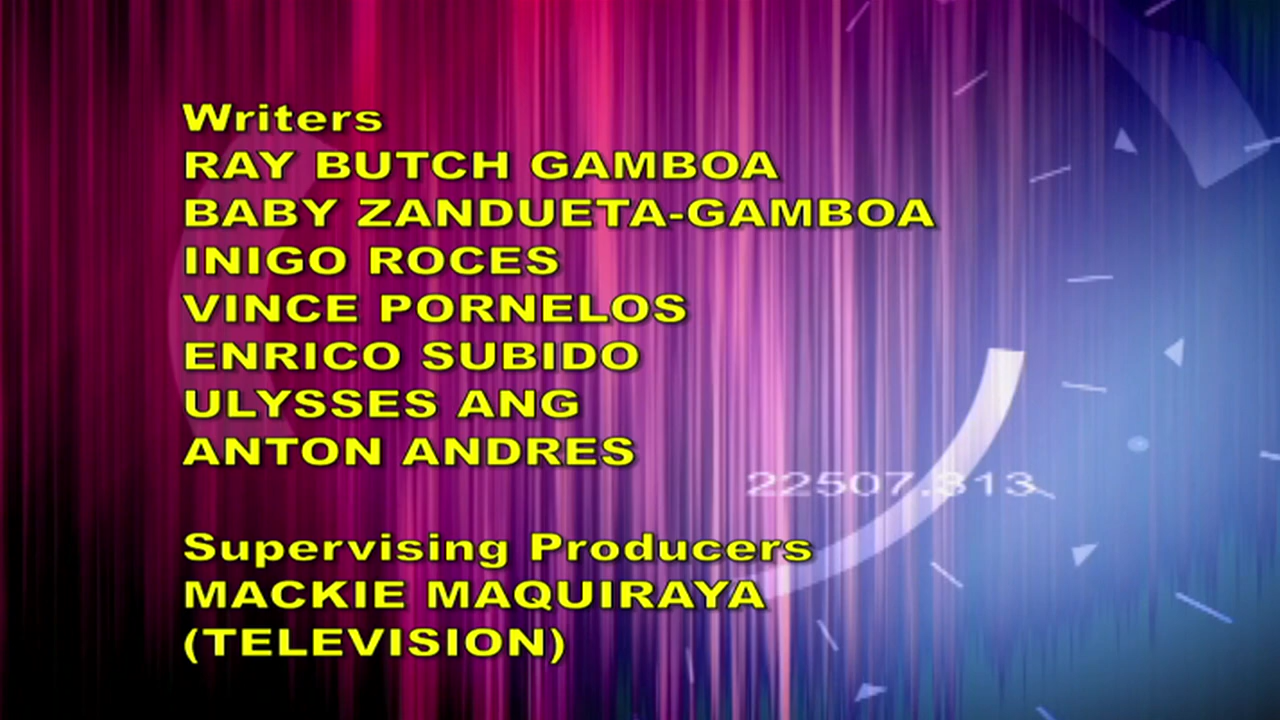 Writers
RAY BUTCH GAMBOA
BABY ZANDUETA-GAMBOA
INIGO ROCES
VINCE PORNELOS
ENRICO SUBIDO
ULYSSES ANG
ANTON ANDRES
22507.313
Supervising Producers
MACKIE MAQUIRAYA
(TELEVISION)